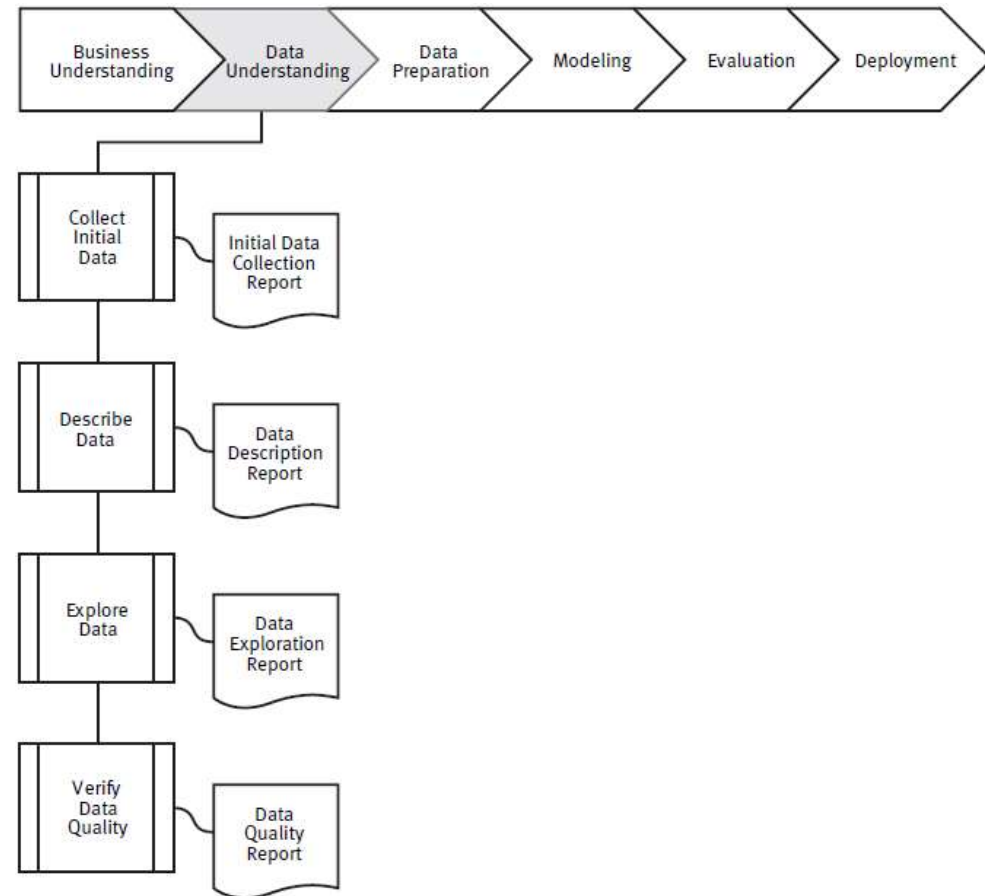 Business
Understanding
Data
Understanding
Data
Preparation
Modeling
Evaluation
Deployment
Collect
Initial
Data
Initial Data
Collection
Report
Describe
Data
Data
Description
Report
Explore
Data
Data
Exploration
Report
Verify
Data
Quality
Data
Quality
Report